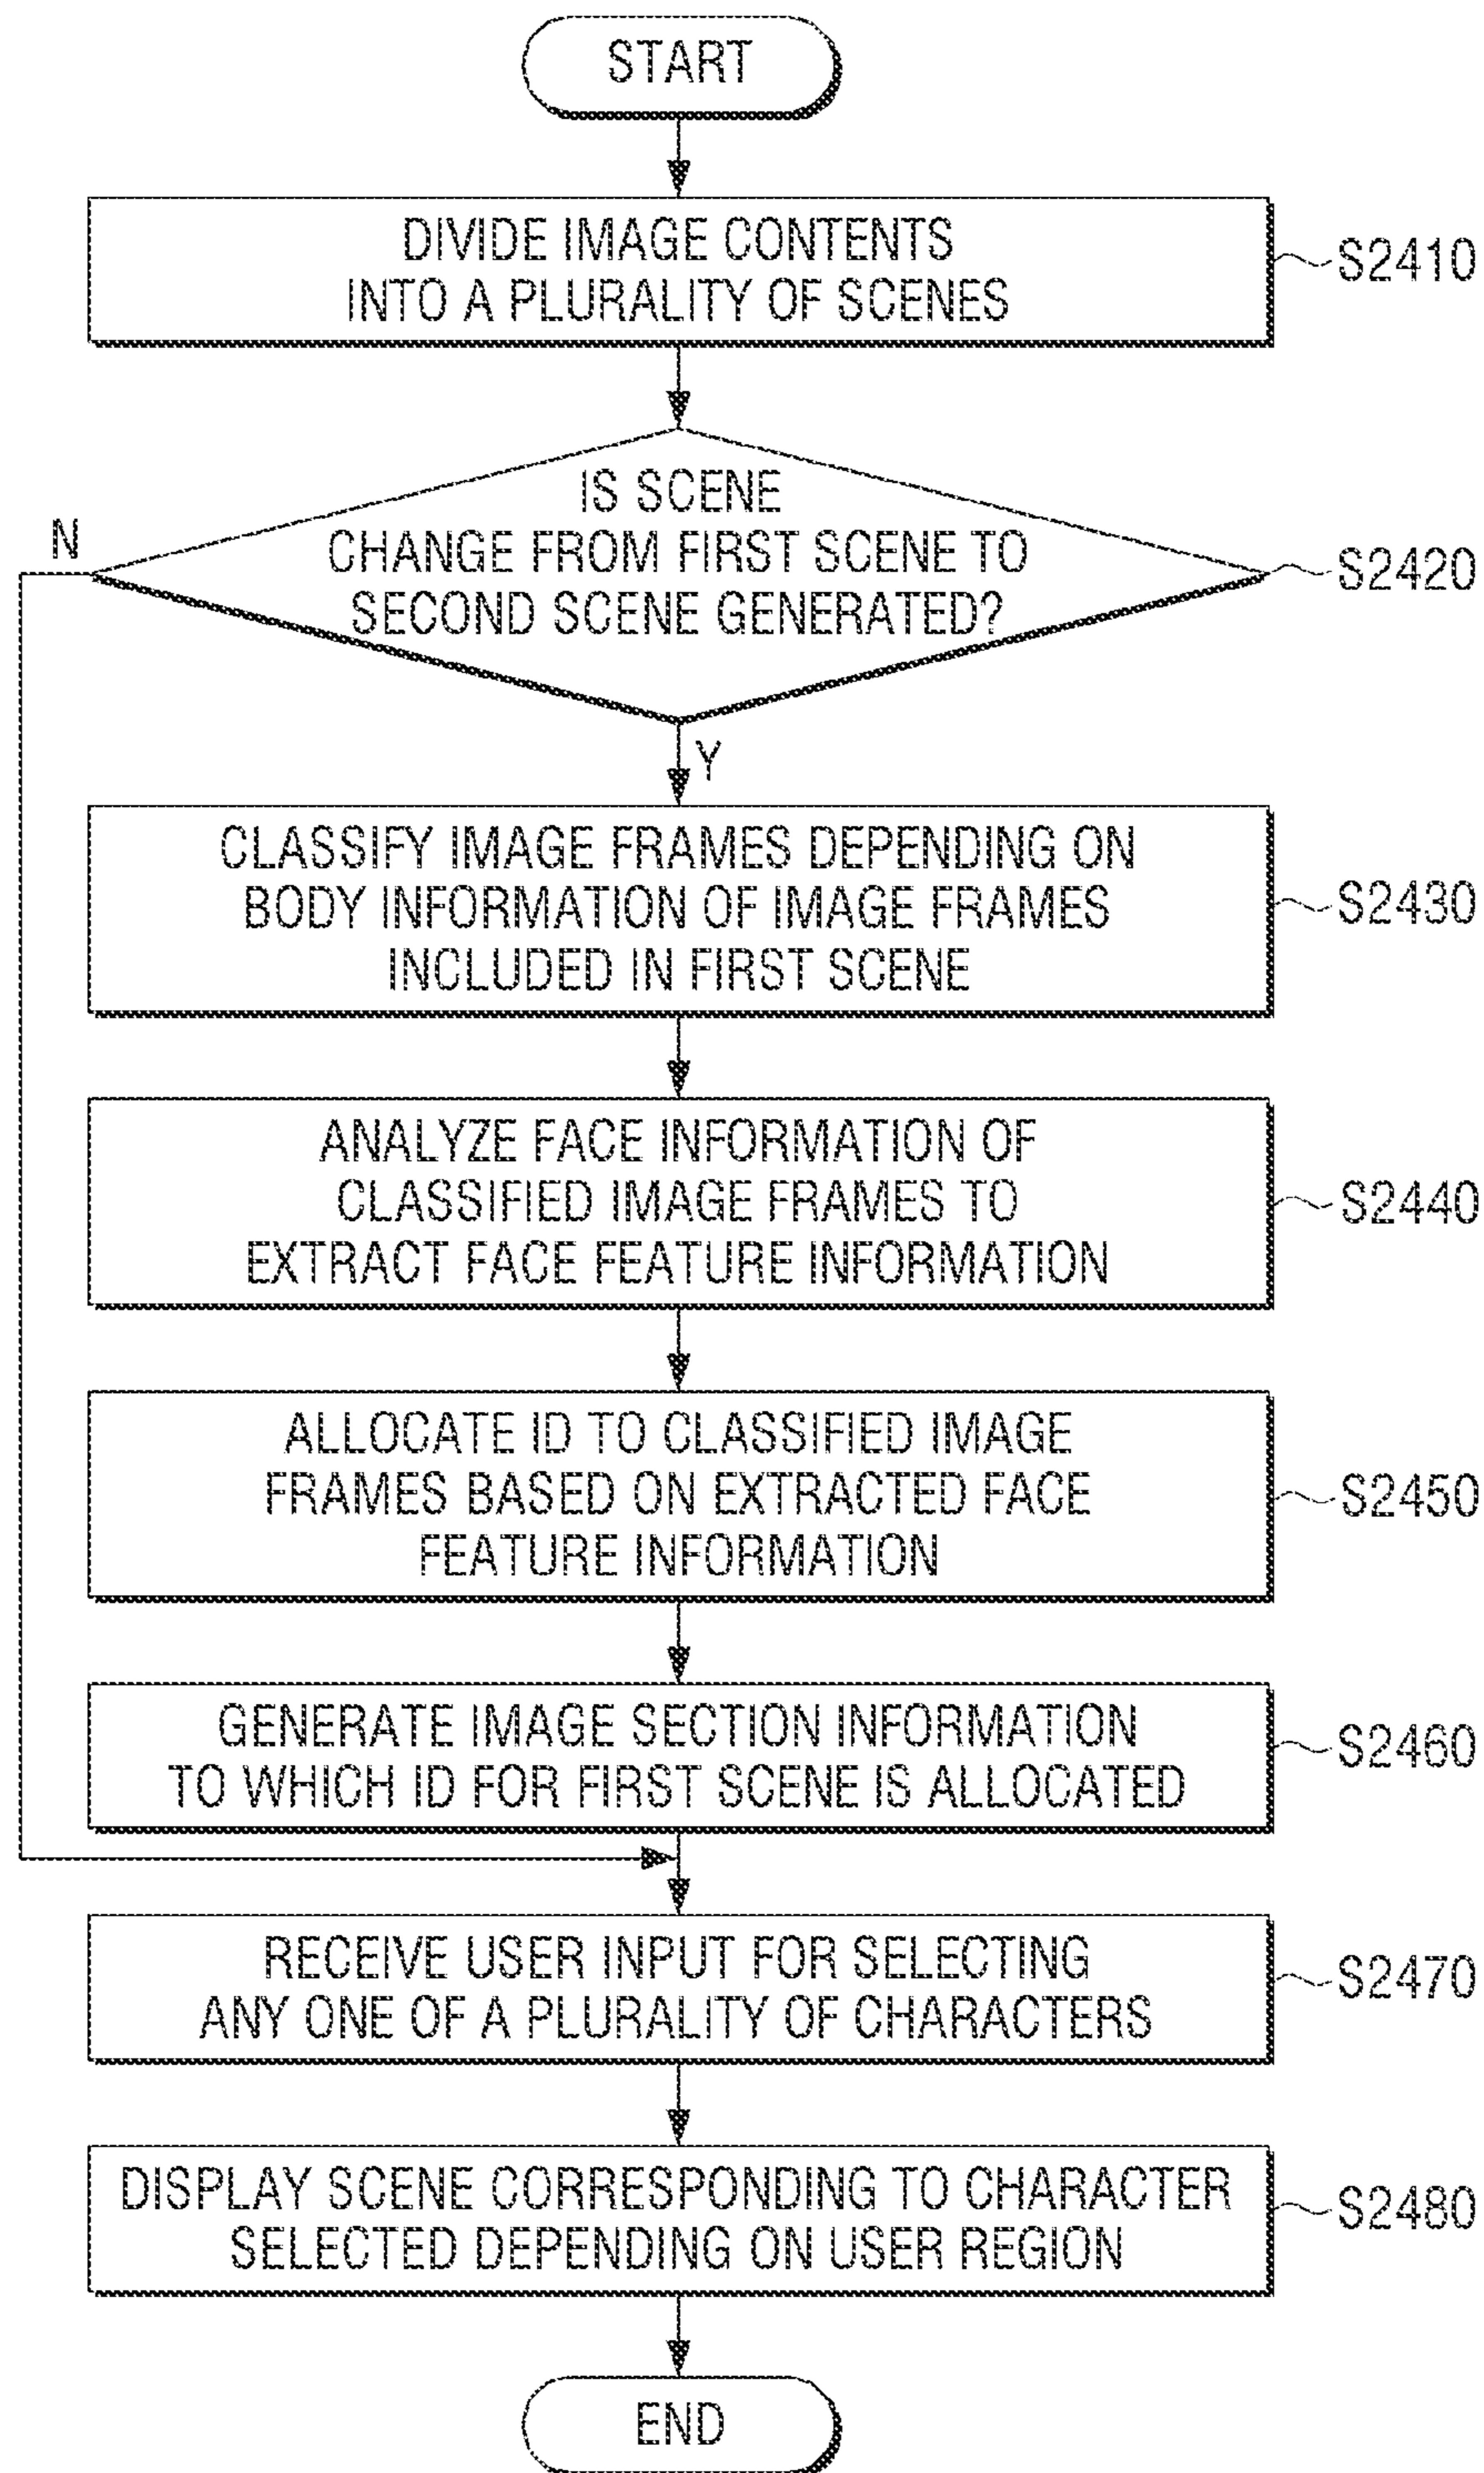 START
DIVIDE IMAGE CONTENTS
INTO A PLURALITY OF SCENES
S2410
IS SCENE
CHANGE FROM FIRST SCENE TO
SECOND SCENE GENERATED?
N
S2420
Y
CLASSIFY IMAGE FRAMES DEPENDING ON
BODY INFORMATION OF IMAGE FRAMES
INCLUDED IN FIRST SCENE
S2430
ANALYZE FACE INFORMATION OF
CLASSIFIED IMAGE FRAMES TO
EXTRACT FACE FEATURE INFORMATION
S2440
ALLOCATE ID TO CLASSIFIED IMAGE
FRAMES BASED ON EXTRACTED FACE
FEATURE INFORMATION
S2450
GENERATE IMAGE SECTION INFORMATION
TO WHICH ID FOR FIRST SCENE IS ALLOCATED
S2460
RECEIVE USER INPUT FOR SELECTING
ANY ONE OF A PLURALITY OF CHARACTERS
S2470
DISPLAY SCENE CORRESPONDING TO CHARACTER
SELECTED DEPENDING ON USER REGION
S2480
END